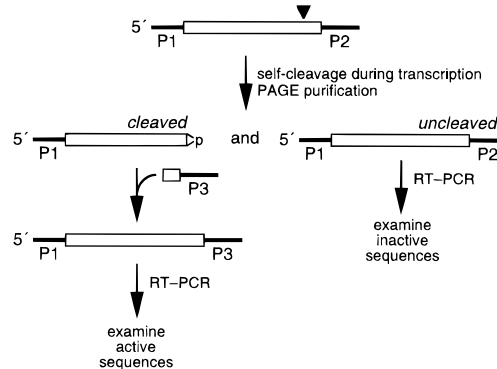 5´ P1 P2
self-cleavage during transcription
PAGE purification
cleaved
5´ P1 p
and
uncleaved
5´ P1 P2
P3
RT–PCR
examine
inactive
sequences
5´ P1 P3
RT–PCR
examine
active
sequences